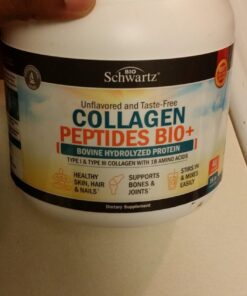 BIO
Schwartz
Unflavored and Taste-Free
COLLAGEN
PEPTIDES BIO+
BOVINE HYDROLYZED PROTEIN
TYPE I & TYPE III COLLAGEN WITH 18 AMINO ACIDS
HEALTHY
SKIN, HAIR
& NAILS*
SUPPORTS
BONES &
JOINTS*
STIRS IN
& MIXES
EASILY
Dietary Supplement